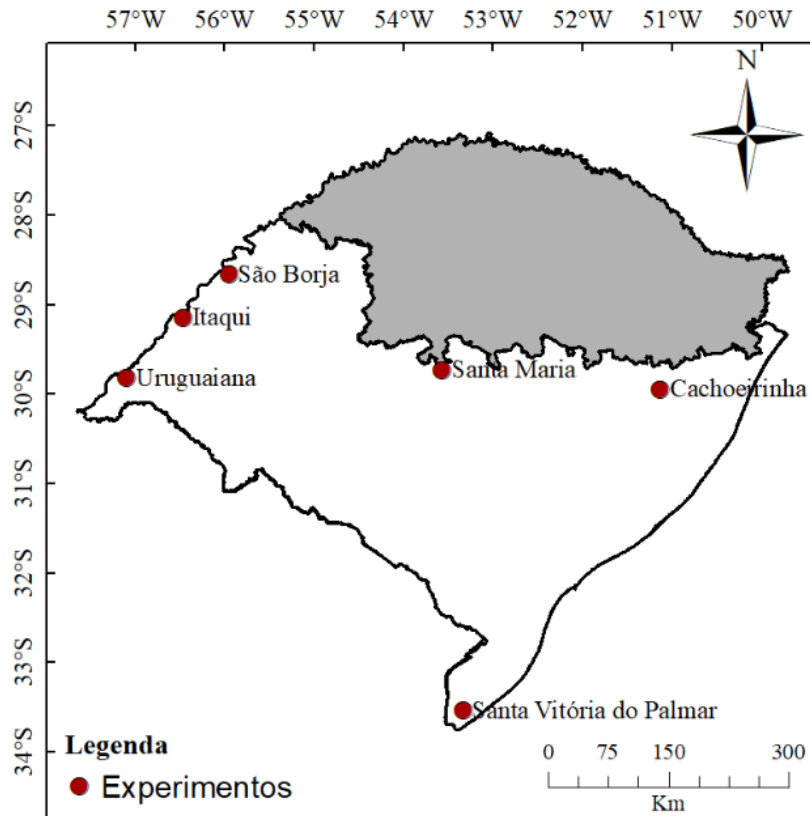 57°W 56°W 55°W 54°W 53°W 52°W 51°W 50°W
N
27°S
28°S
29°S
30°S
31°S
32°S
33°S
34°S
São Borja
Itaqui
Uruguaiana
Santa Maria
Cachoeirinha
Santa Vitória do Palmar
Legenda
Experimentos
0 75 150 300
Km